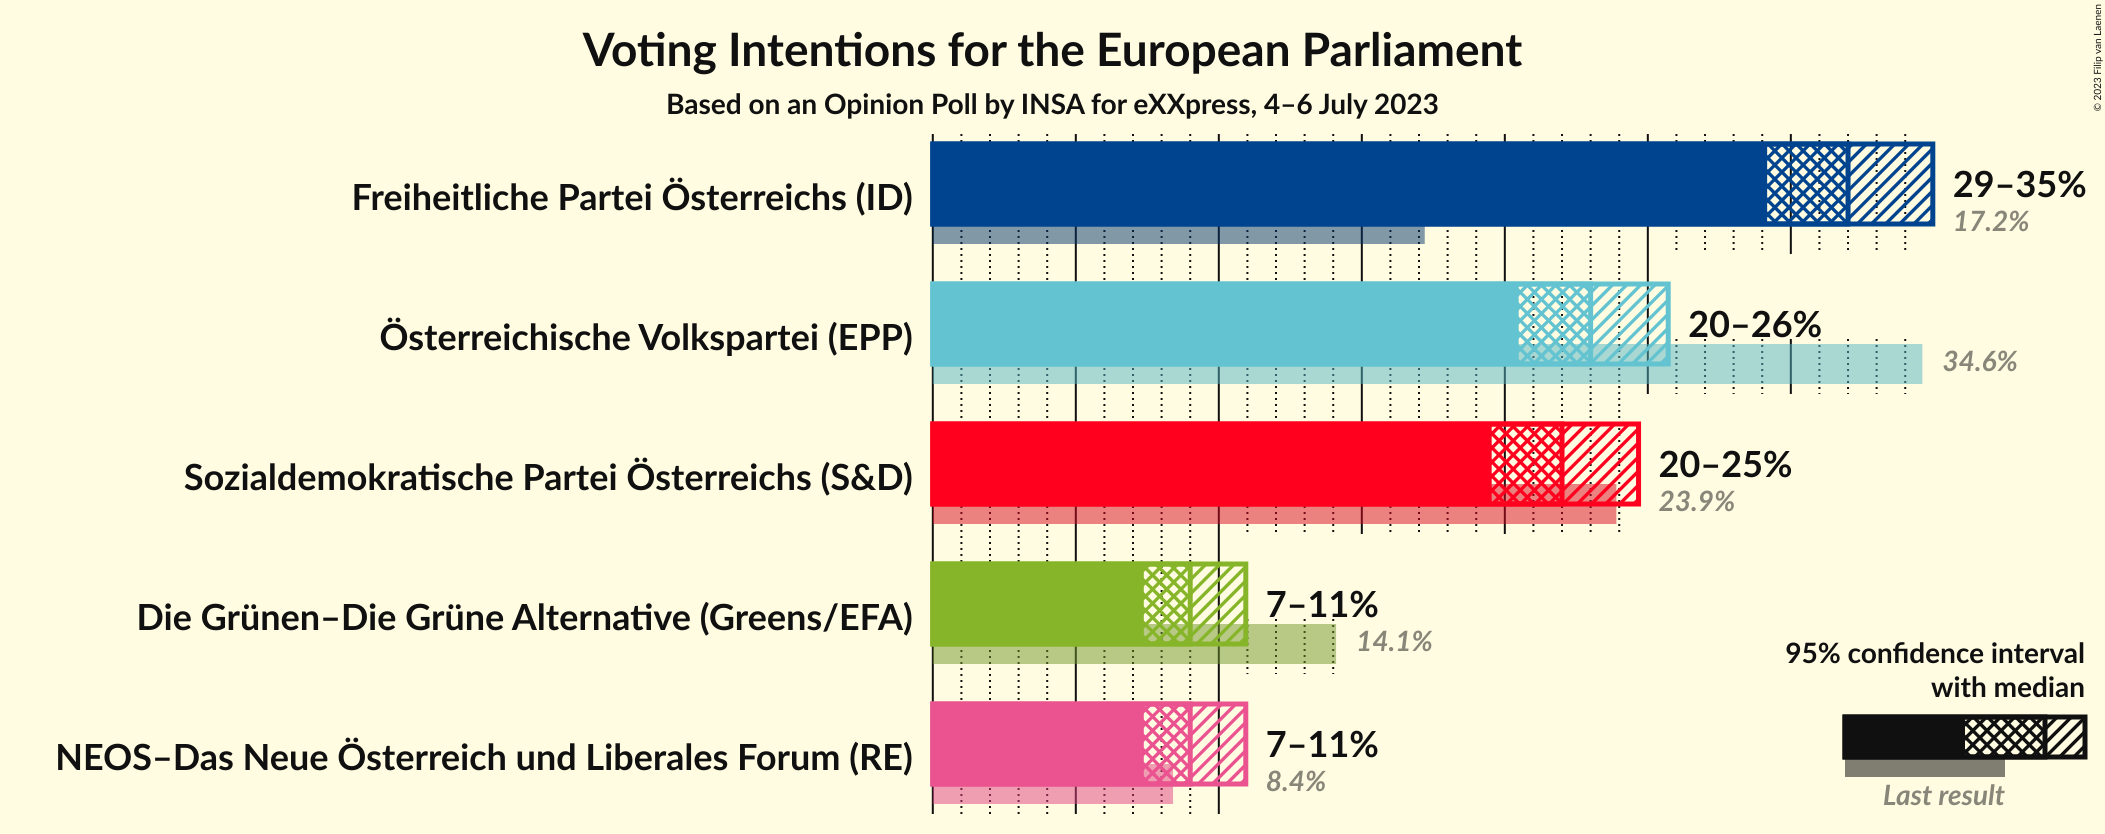 Voting Intentions for the European Parliament
Based on an Opinion Poll by INSA for eXXpress, 4–6 July 2023
© 2023 Filip van Laenen
Freiheitliche Partei Österreichs (ID)
29–35%
17.2%
Österreichische Volkspartei (EPP)
20–26%
34.6%
Sozialdemokratische Partei Österreichs (S&D)
20–25%
23.9%
Die Grünen–Die Grüne Alternative (Greens/EFA)
7–11%
14.1%
NEOS–Das Neue Österreich und Liberales Forum (RE)
7–11%
8.4%
95% confidence interval
with median
Last result